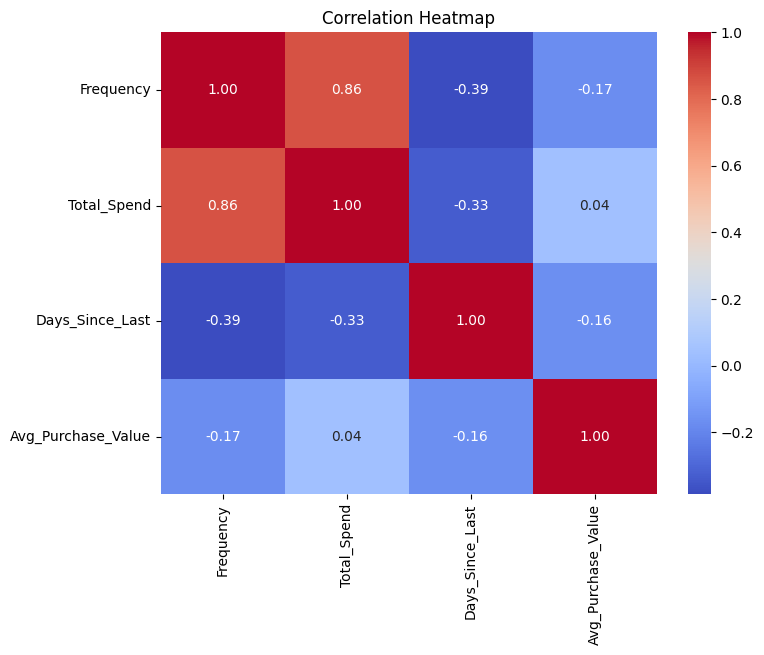 Correlation Heatmap
Frequency 1.00 0.86 -0.39 -0.17
Total_Spend 0.86 1.00 -0.33 0.04
Days_Since_Last -0.39 -0.33 1.00 -0.16
Avg_Purchase_Value -0.17 0.04 -0.16 1.00
Frequency
Total_Spend
Days_Since_Last
Avg_Purchase_Value
1.0
0.8
0.6
0.4
0.2
0.0
−0.2